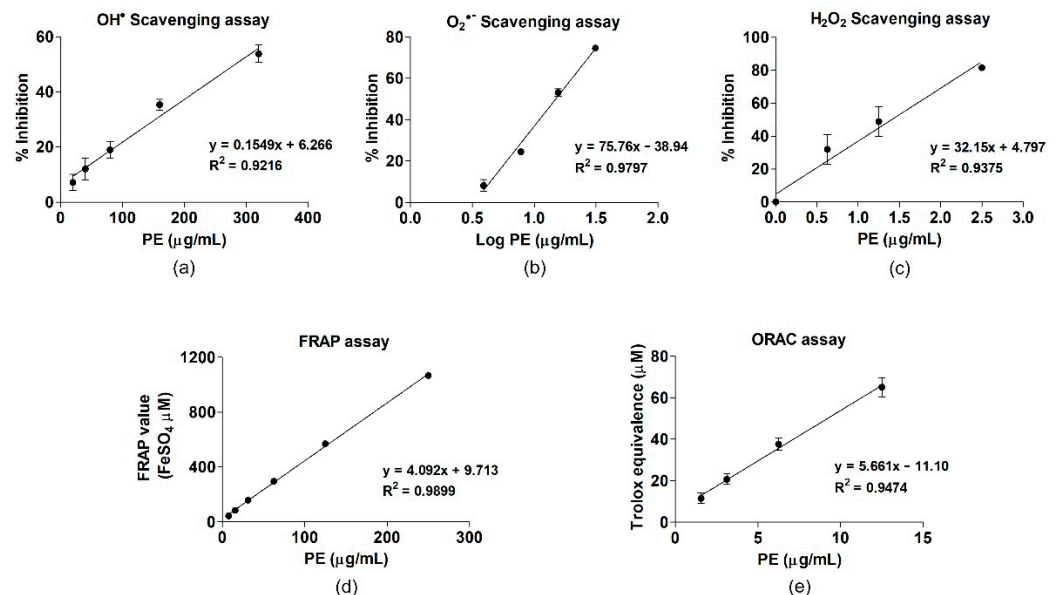 OH• Scavenging assay
% Inhibition
60
40
20
0
0
100
200
300
400
y = 0.1549x + 6.266
R² = 0.9216
PE (µg/mL)
(a)
O₂•⁻ Scavenging assay
% Inhibition
80
60
40
20
0
0.0
0.5
1.0
1.5
2.0
y = 75.76x − 38.94
R² = 0.9797
Log PE (µg/mL)
(b)
H₂O₂ Scavenging assay
% Inhibition
100
80
60
40
20
0
0.0
0.5
1.0
1.5
2.0
2.5
3.0
y = 32.15x + 4.797
R² = 0.9375
PE (µg/mL)
(c)
FRAP assay
FRAP value
(FeSO₄ µM)
1200
800
400
0
0
100
200
300
y = 4.092x + 9.713
R² = 0.9899
PE (µg/mL)
(d)
ORAC assay
Trolox equivalence (µM)
80
60
40
20
0
0
5
10
15
y = 5.661x − 11.10
R² = 0.9474
PE (µg/mL)
(e)